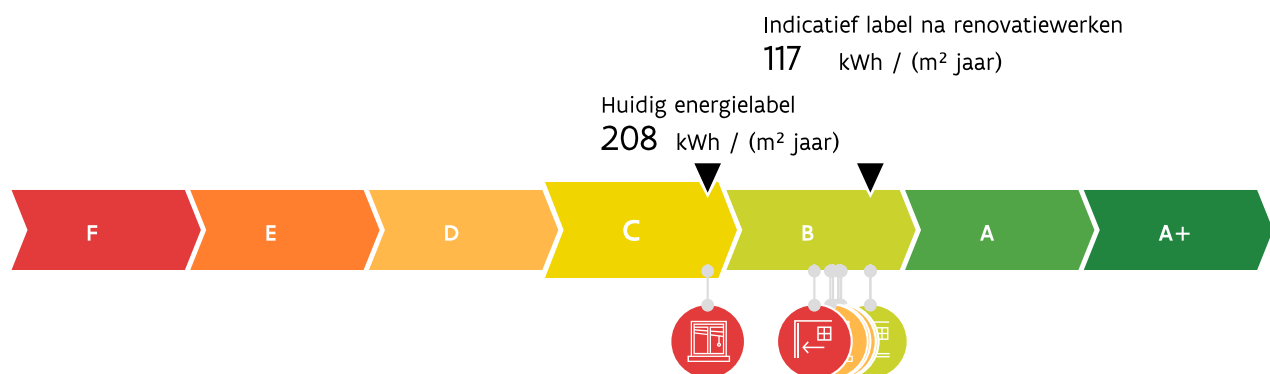 Indicatief label na renovatiewerken
117 kWh / (m² jaar)
Huidig energielabel
208 kWh / (m² jaar)
F E D C B A A+